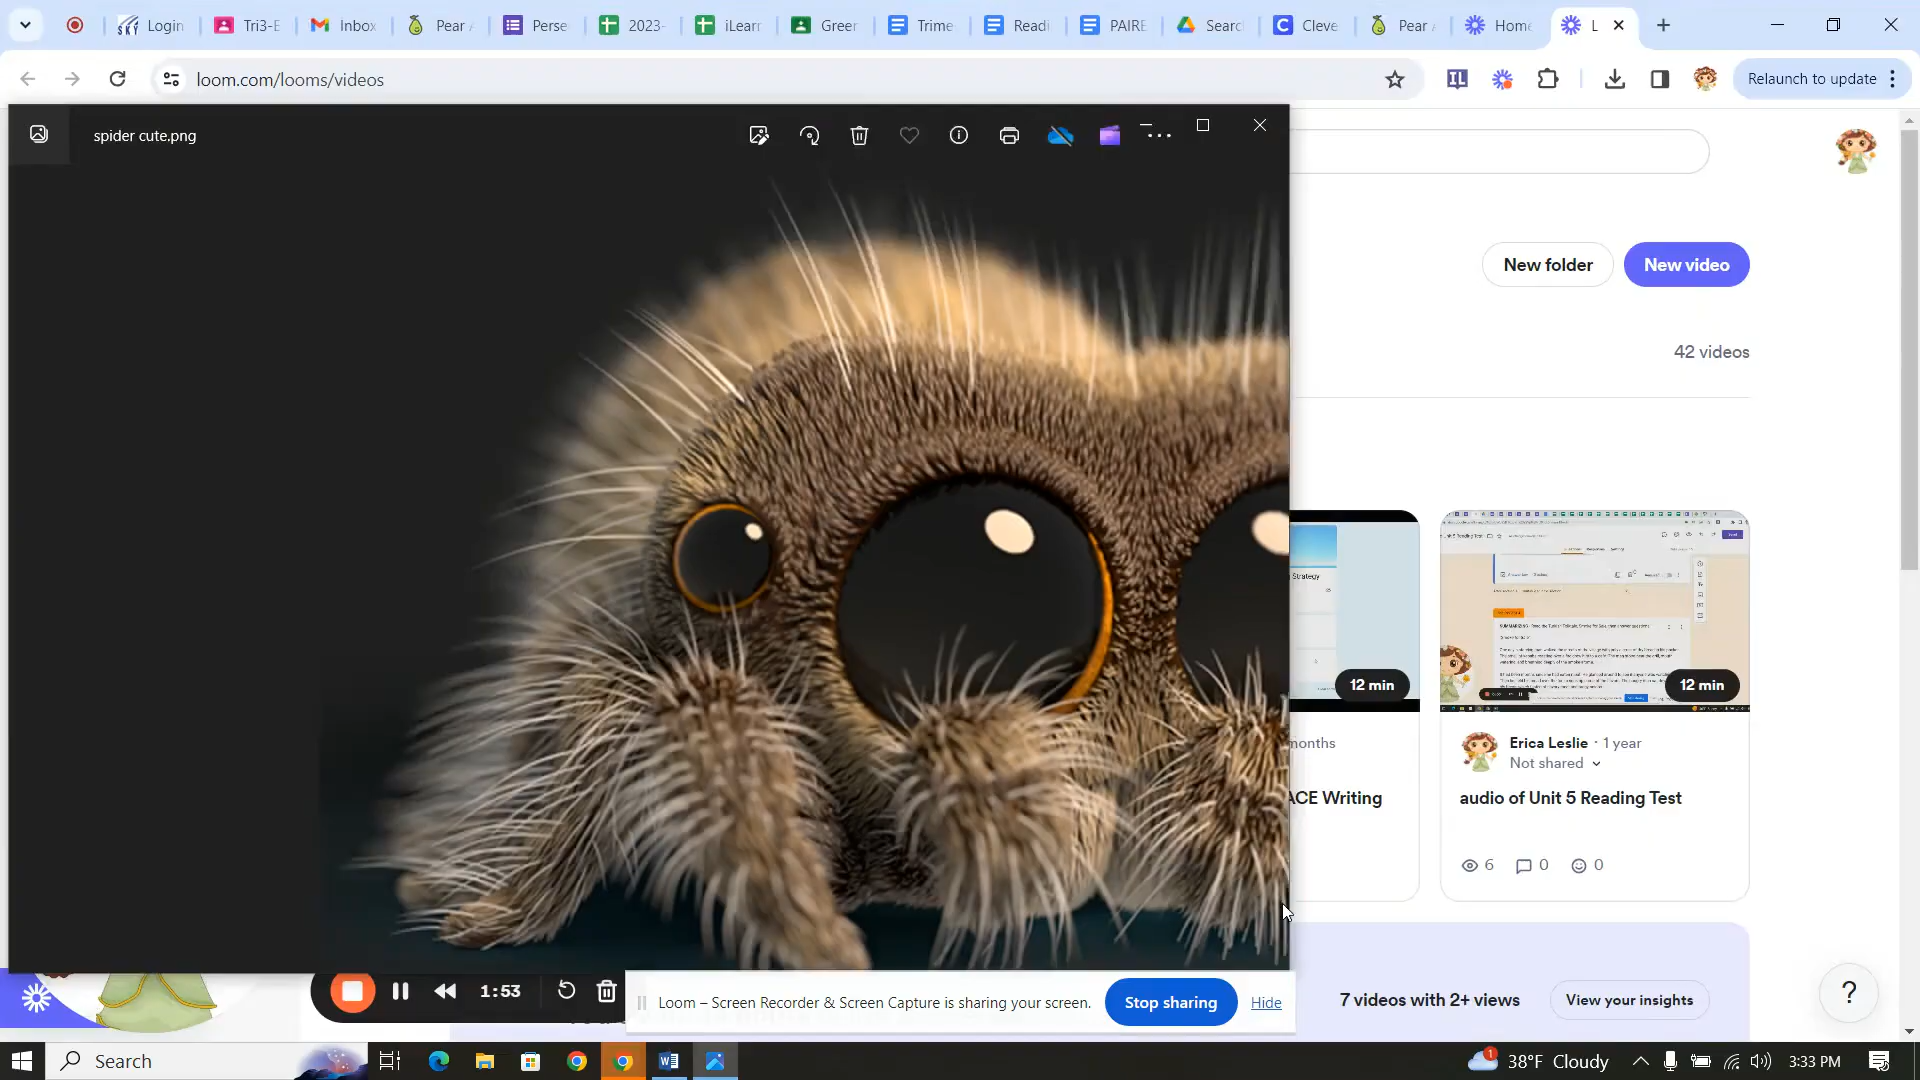 Login
Tri3-E
Inbox
Pear
Perse
2023-
iLearn
Green
Trime
Readi
PAIRE
Searc
Cleve
Pear
Home
L
loom.com/looms/videos
Relaunch to update
spider cute.png
New folder
New video
42 videos
Strategy
12 min
12 min
months
Erica Leslie · 1 year
Not shared
ACE Writing
audio of Unit 5 Reading Test
6 0 0
1:53
Loom – Screen Recorder & Screen Capture is sharing your screen.
Stop sharing
Hide
7 videos with 2+ views
View your insights
?
Search
1
38°F Cloudy
3:33 PM